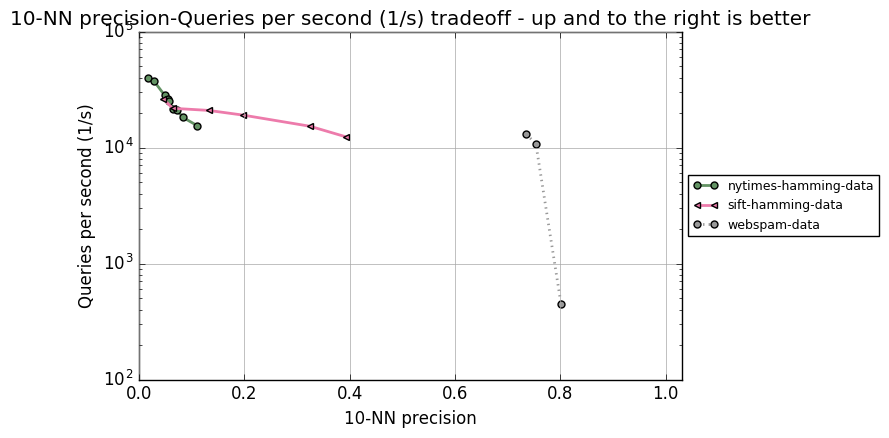 10-NN precision-Queries per second (1/s) tradeoff - up and to the right is better
10^5
10^4
10^3
10^2
Queries per second (1/s)
0.0 0.2 0.4 0.6 0.8 1.0
10-NN precision
nytimes-hamming-data
sift-hamming-data
webspam-data